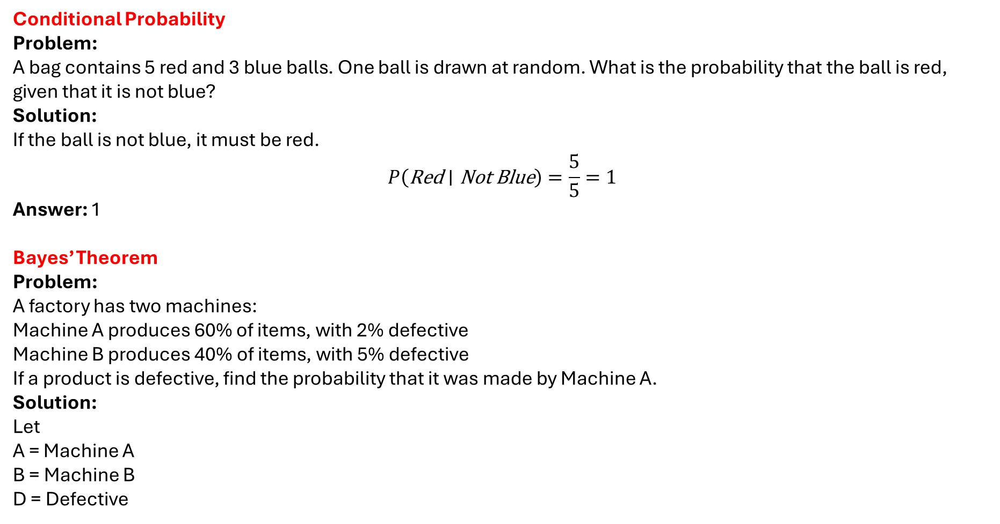 Conditional Probability
Problem:
A bag contains 5 red and 3 blue balls. One ball is drawn at random. What is the probability that the ball is red,
given that it is not blue?
Solution:
If the ball is not blue, it must be red.
P(Red | Not Blue) = 5/5 = 1
Answer: 1
Bayes’ Theorem
Problem:
A factory has two machines:
Machine A produces 60% of items, with 2% defective
Machine B produces 40% of items, with 5% defective
If a product is defective, find the probability that it was made by Machine A.
Solution:
Let
A = Machine A
B = Machine B
D = Defective